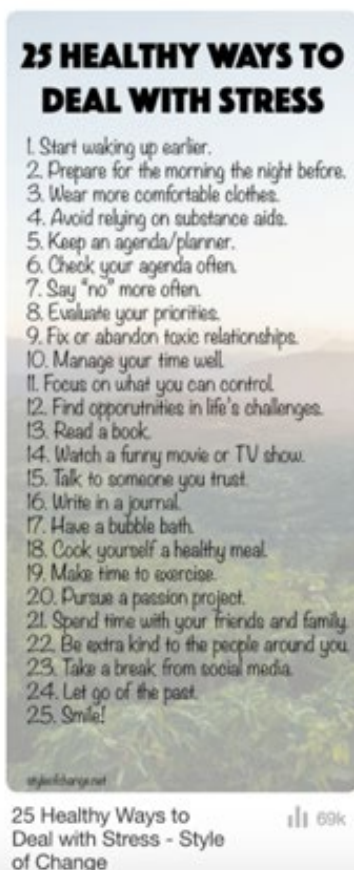 25 HEALTHY WAYS TO
DEAL WITH STRESS
1. Start waking up earlier.
2. Prepare for the morning the night before.
3. Wear more comfortable clothes.
4. Avoid relying on substance aids.
5. Keep an agenda/planner.
6. Check your agenda often.
7. Say "no" more often.
8. Evaluate your priorities.
9. Fix or abandon toxic relationships.
10. Manage your time well.
11. Focus on what you can control.
12. Find opporutnities in life's challenges.
13. Read a book.
14. Watch a funny movie or TV show.
15. Talk to someone you trust.
16. Write in a journal.
17. Have a bubble bath.
18. Cook yourself a healthy meal.
19. Make time to exercise.
20. Pursue a passion project.
21. Spend time with your friends and family.
22. Be extra kind to the people around you.
23. Take a break from social media.
24. Let go of the past.
25. Smile!
styleofchange.net
25 Healthy Ways to
Deal with Stress - Style
of Change
69k